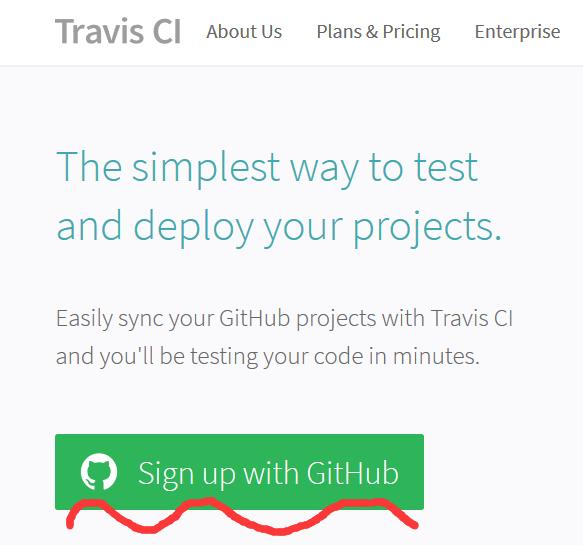 Travis CI About Us Plans & Pricing Enterprise
The simplest way to test
and deploy your projects.
Easily sync your GitHub projects with Travis CI
and you'll be testing your code in minutes.
Sign up with GitHub